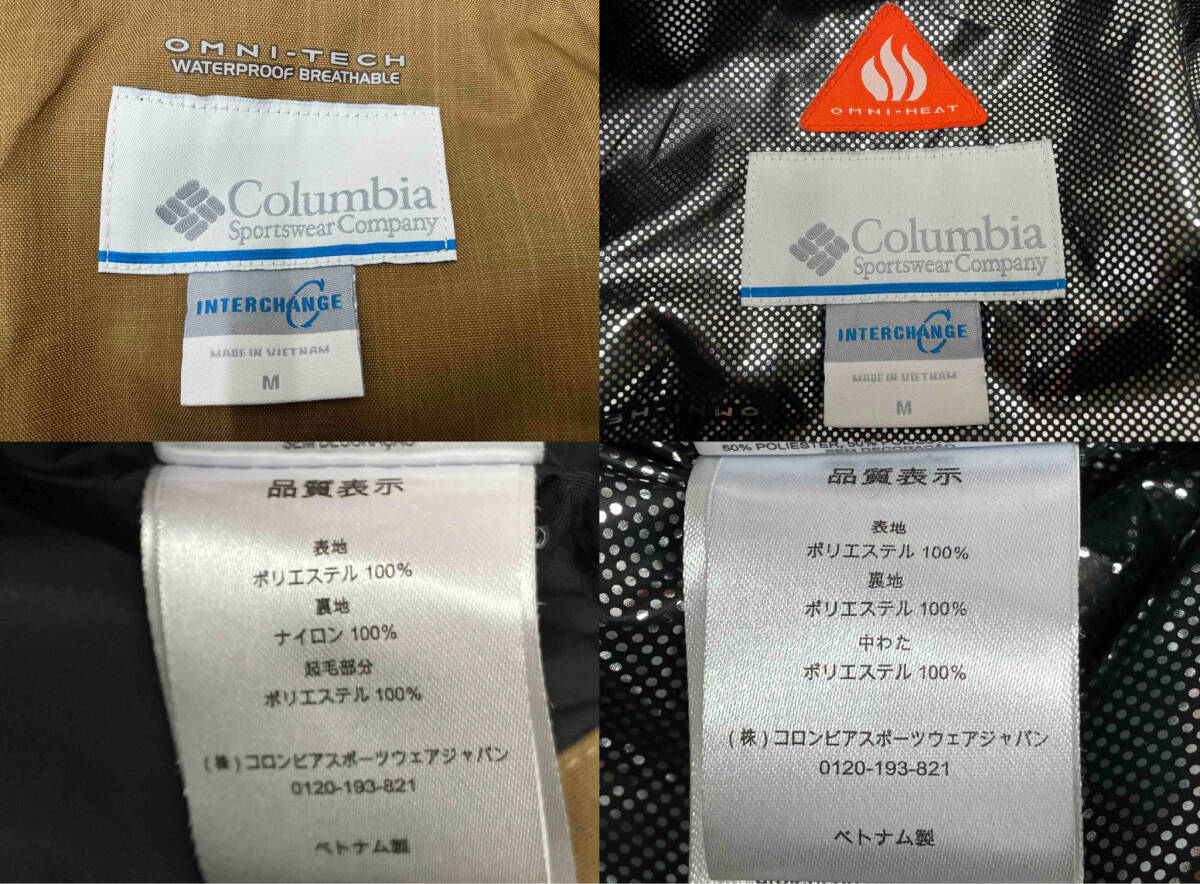 OMNI-TECH
WATERPROOF BREATHABLE
Columbia
Sportswear Company
INTERCHANGE
MADE IN VIETNAM
M
OMNI-HEAT
Columbia
Sportswear Company
INTERCHANGE
MADE IN VIETNAM
M
SEM DECORAÇÃO
品質表示
表地
ポリエステル 100%
裏地
ナイロン 100%
起毛部分
ポリエステル 100%
(株)コロンビアスポーツウェアジャパン
0120-193-821
ベトナム製
50% POLIESTER, 50%
SEM DECORAÇÃO
品質表示
表地
ポリエステル 100%
裏地
ポリエステル 100%
中わた
ポリエステル 100%
(株)コロンビアスポーツウェアジャパン
0120-193-821
ベトナム製